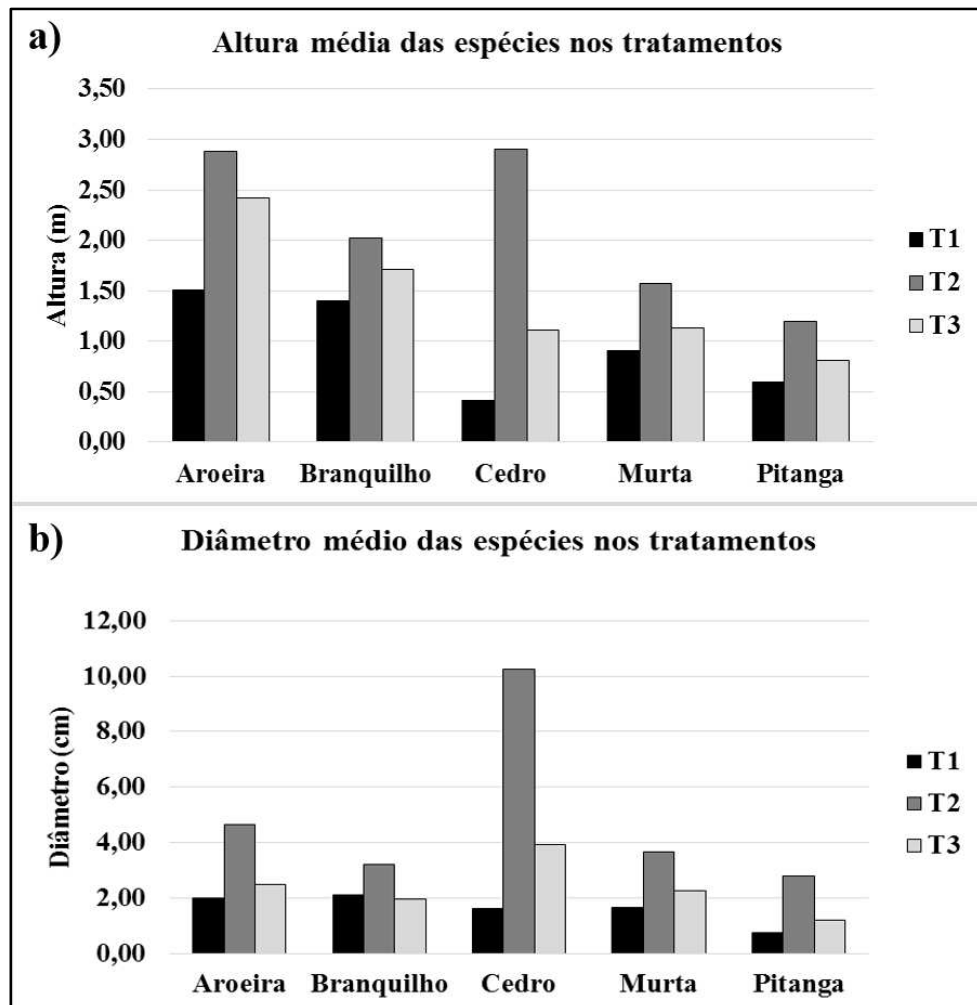 a)
Altura média das espécies nos tratamentos
3,50
3,00
2,50
2,00
1,50
1,00
0,50
0,00
Altura (m)
Aroeira Branquilho Cedro Murta Pitanga
T1
T2
T3
b)
Diâmetro médio das espécies nos tratamentos
12,00
10,00
8,00
6,00
4,00
2,00
0,00
Diâmetro (cm)
Aroeira Branquilho Cedro Murta Pitanga
T1
T2
T3